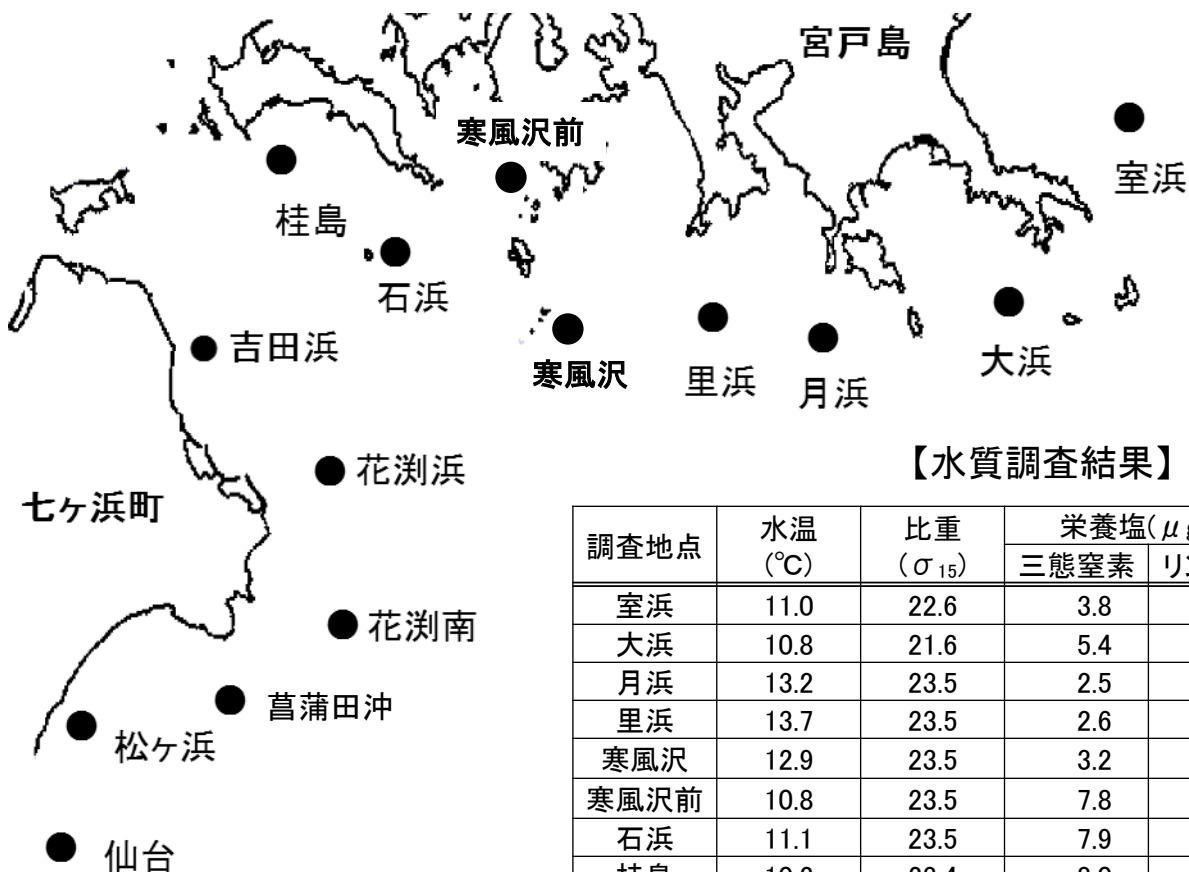 宮戸島
寒風沢前
室浜
桂島
石浜
大浜
吉田浜
寒風沢
里浜
月浜
花渕浜
七ヶ浜町
花渕南
菖蒲田沖
松ヶ浜
仙台
【水質調査結果】
調査地点 水温 (℃) 比重 (σ15) 栄養塩(μ
三態窒素
室浜 11.0 22.6 3.8
大浜 10.8 21.6 5.4
月浜 13.2 23.5 2.5
里浜 13.7 23.5 2.6
寒風沢 12.9 23.5 3.2
寒風沢前 10.8 23.5 7.8
石浜 11.1 23.5 7.9
桂島